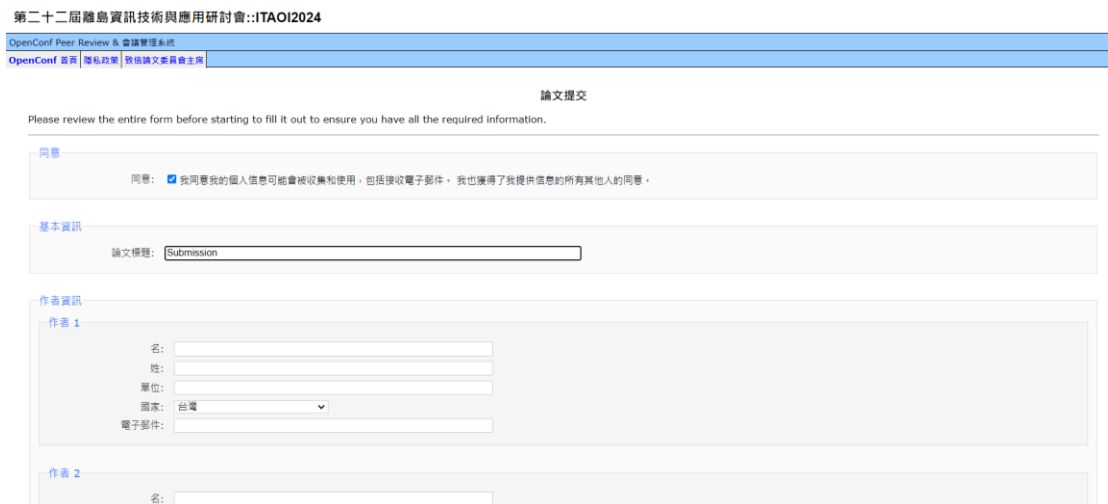 第二十二屆離島資訊技術與應用研討會::ITAOI2024
OpenConf Peer Review & 會議管理系統
OpenConf 首頁 隱私政策 致信論文委員會主席
論文提交
Please review the entire form before starting to fill it out to ensure you have all the required information.
同意
同意: 我同意我的個人信息可能會被收集和使用，包括接收電子郵件。 我也獲得了我提供信息的所有其他人的同意。
基本資訊
論文標題: Submission
作者資訊
作者 1
名:
姓:
單位:
國家: 台灣
電子郵件:
作者 2
名: